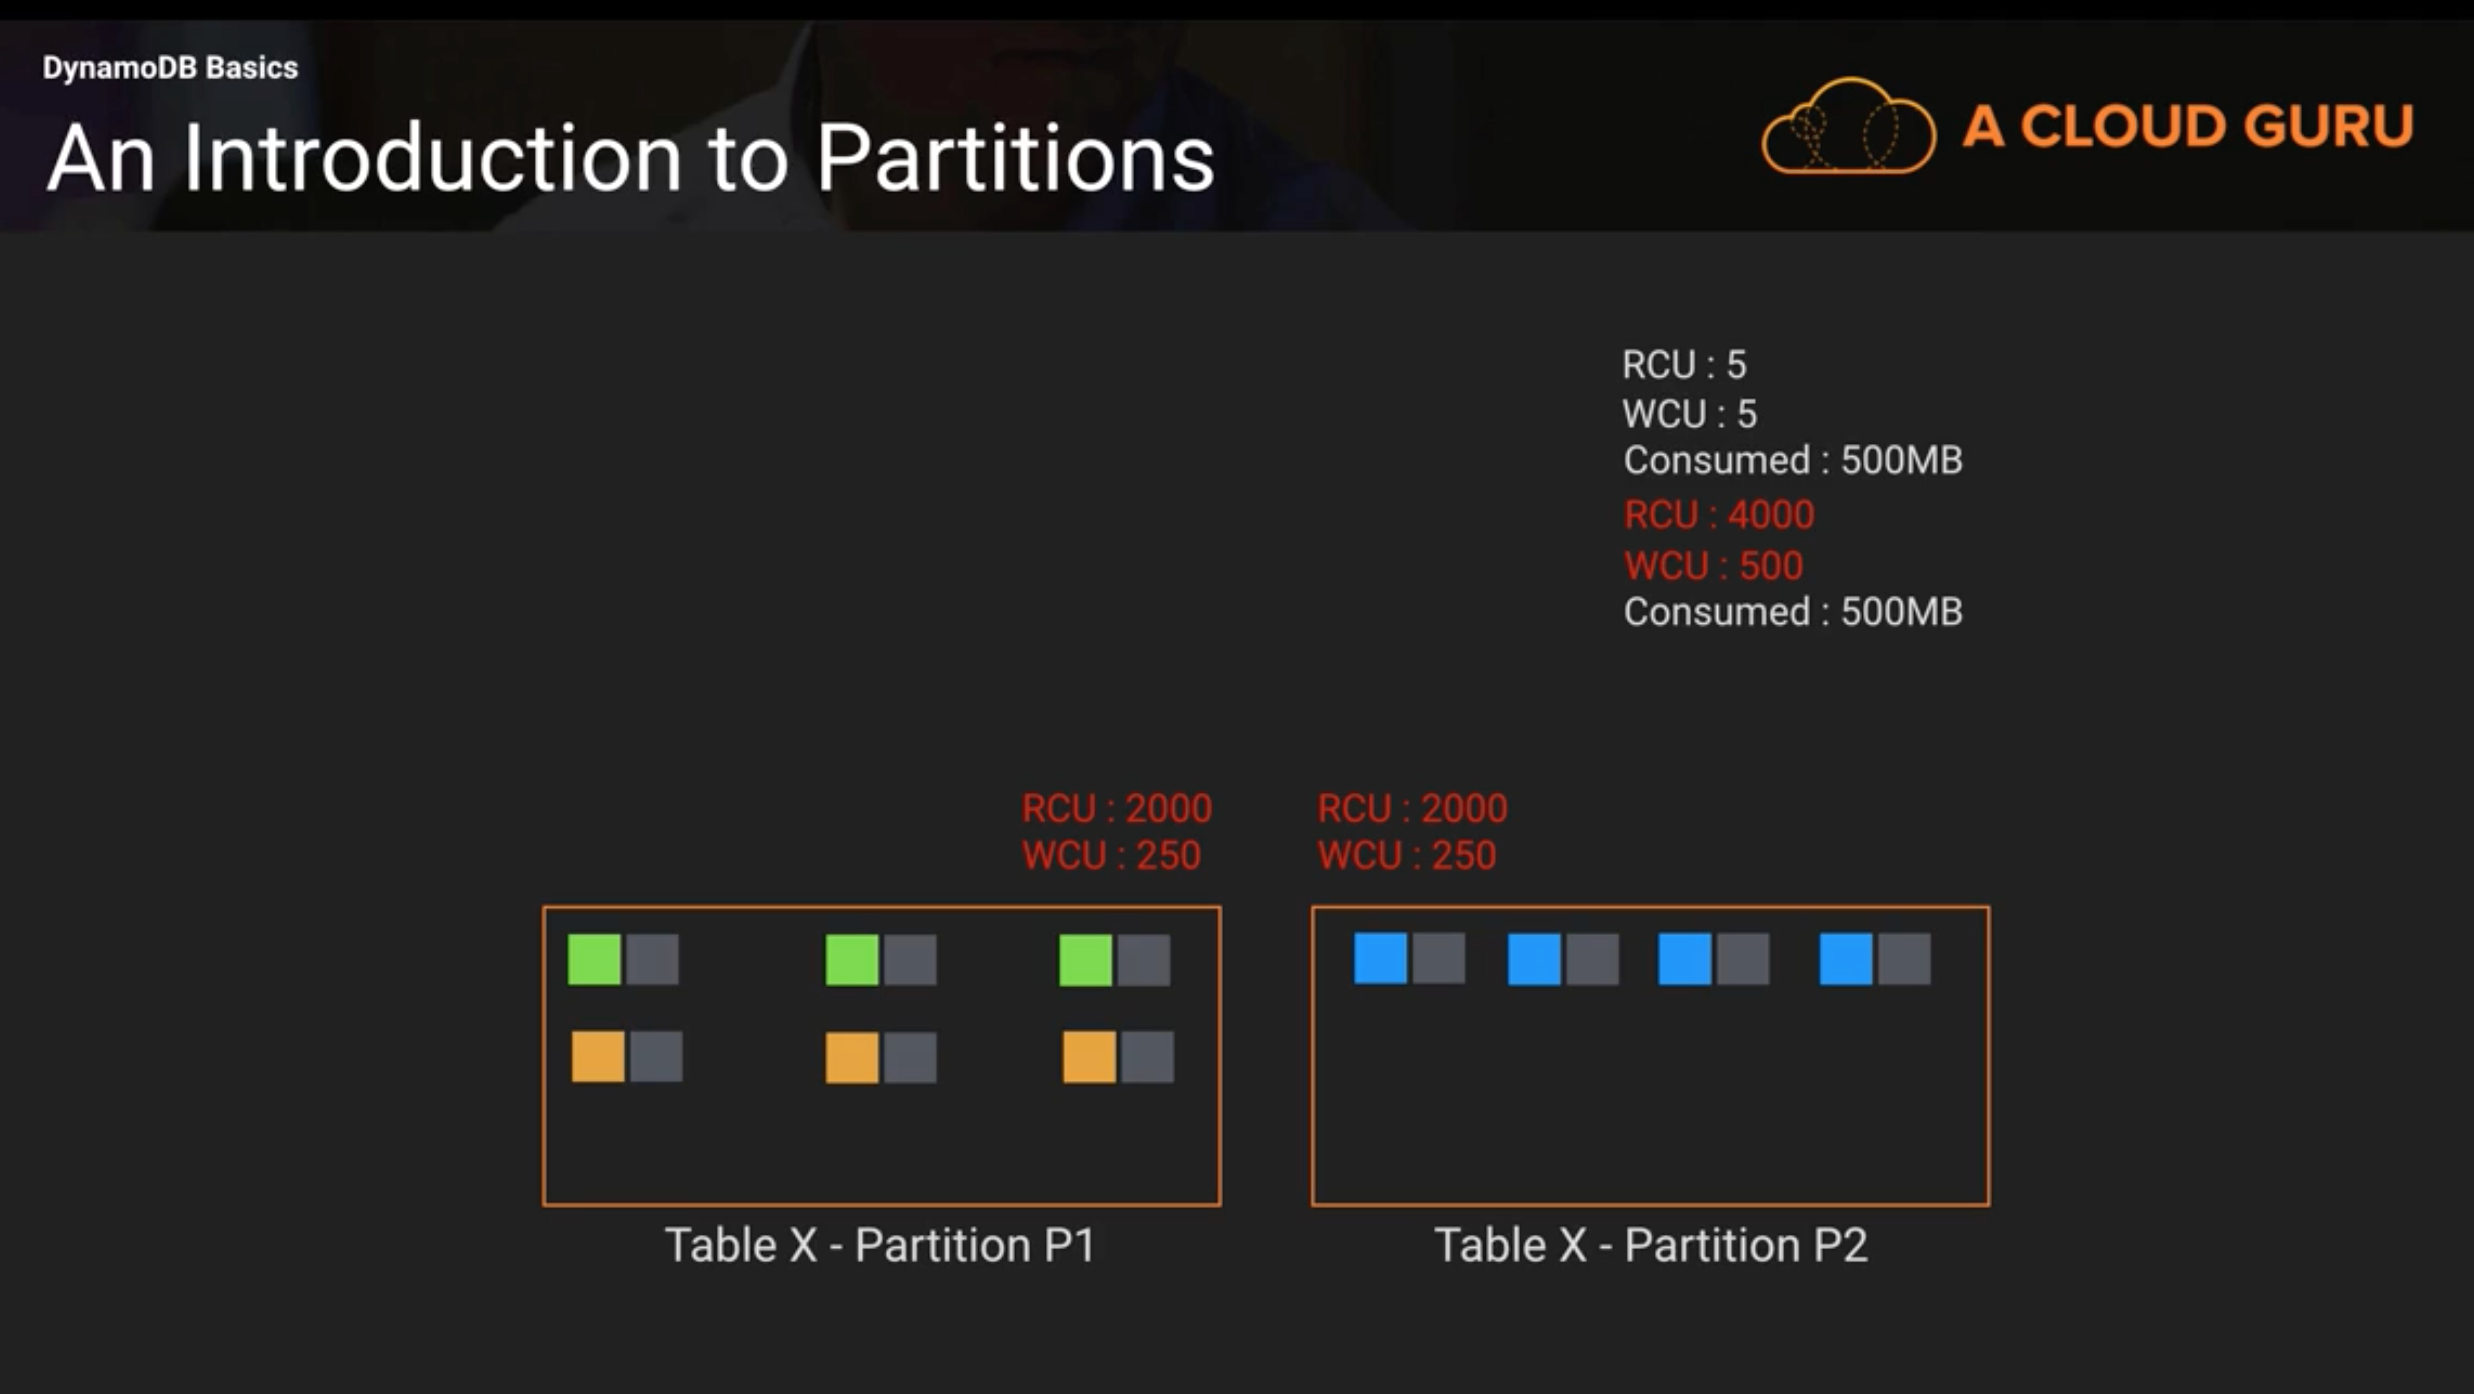 DynamoDB Basics
An Introduction to Partitions
A CLOUD GURU
RCU : 5
WCU : 5
Consumed : 500MB
RCU : 4000
WCU : 500
Consumed : 500MB
RCU : 2000
WCU : 250
RCU : 2000
WCU : 250
Table X - Partition P1
Table X - Partition P2